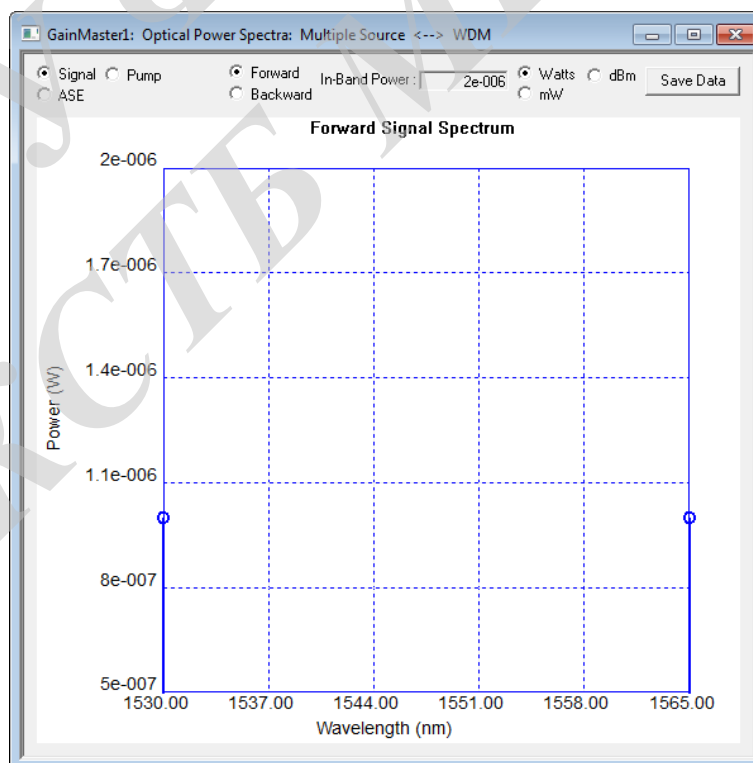 GainMaster1: Optical Power Spectra: Multiple Source <--> WDM
Signal Pump Forward In-Band Power : 2e-006 Watts dBm Save Data
ASE Backward mW
Forward Signal Spectrum
2e-006
1.7e-006
1.4e-006
1.1e-006
8e-007
5e-007
Power (W)
1530.00 1537.00 1544.00 1551.00 1558.00 1565.00
Wavelength (nm)